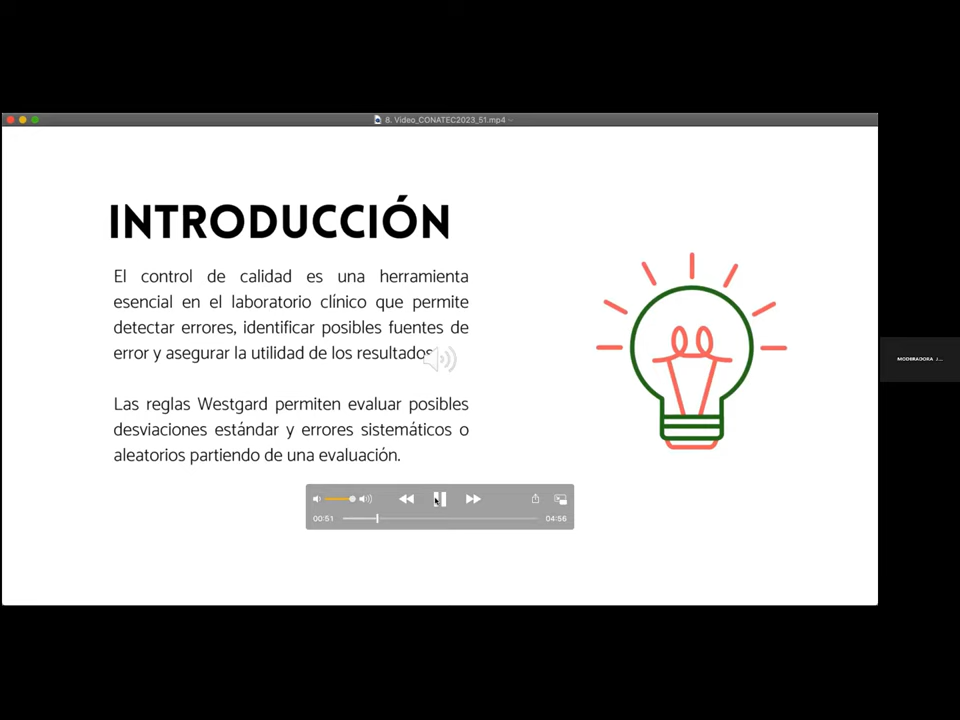 8. Video_CONATEC2023_51.mp4
INTRODUCCIÓN
El control de calidad es una herramienta
esencial en el laboratorio clínico que permite
detectar errores, identificar posibles fuentes de
error y asegurar la utilidad de los resultados
Las reglas Westgard permiten evaluar posibles
desviaciones estándar y errores sistemáticos o
aleatorios partiendo de una evaluación.
00:51
04:56
MODERADORA J...